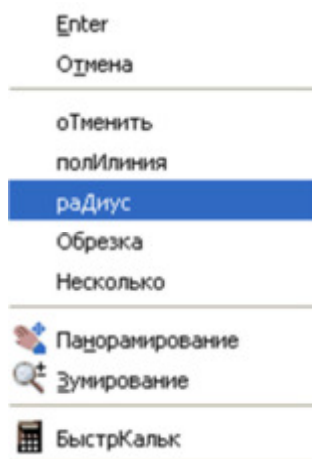 Enter
Отмена
оТменить
полИлиния
раДиус
Обрезка
Несколько
Панорамирование
Зумирование
БыстрКальк